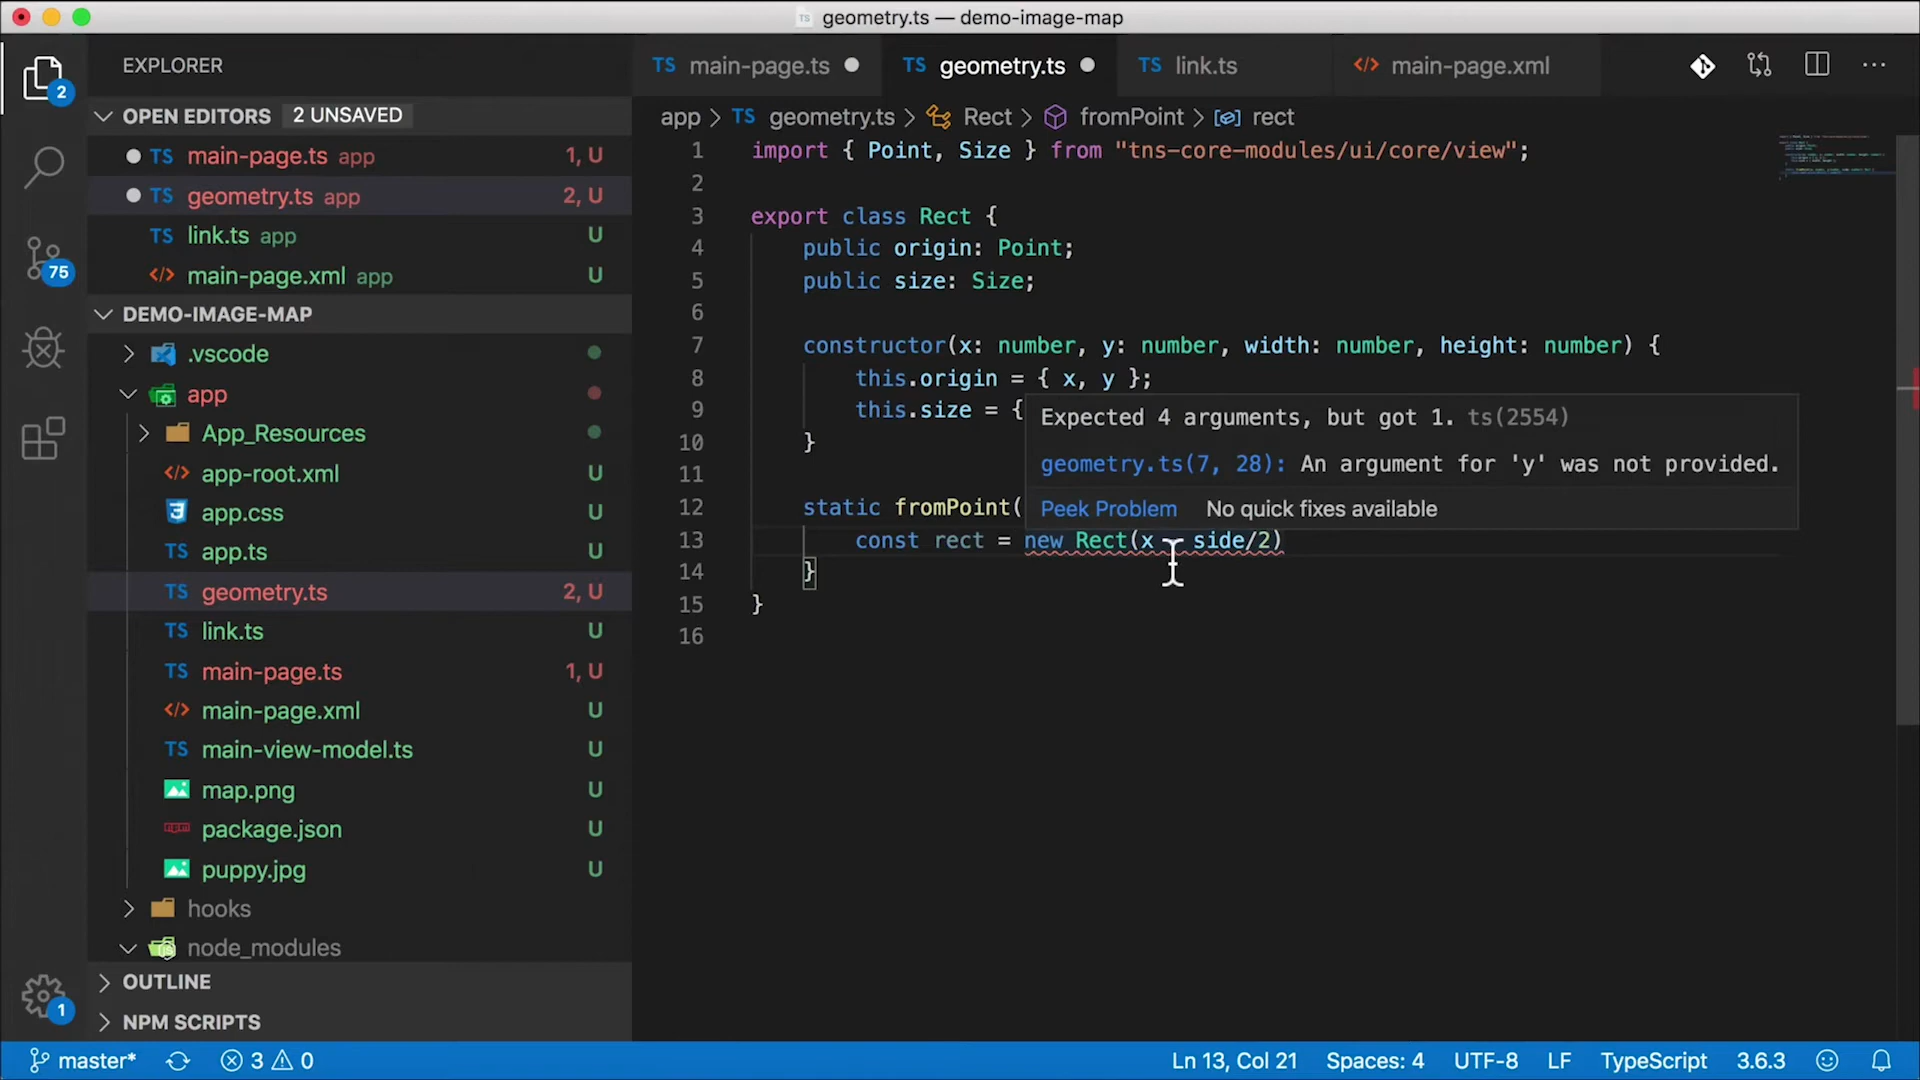 geometry.ts — demo-image-map
EXPLORER
2
OPEN EDITORS 2 UNSAVED
TS main-page.ts app 1, U
TS geometry.ts app 2, U
TS link.ts app U
</> main-page.xml app U
75
DEMO-IMAGE-MAP
.vscode
app
App_Resources
</> app-root.xml U
app.css U
TS app.ts U
TS geometry.ts 2, U
TS link.ts U
TS main-page.ts 1, U
</> main-page.xml U
TS main-view-model.ts U
map.png U
package.json U
puppy.jpg U
hooks
node_modules
OUTLINE
NPM SCRIPTS
1
TS main-page.ts TS geometry.ts TS link.ts </> main-page.xml ...
app > TS geometry.ts > Rect > fromPoint > rect
1 import { Point, Size } from "tns-core-modules/ui/core/view";
2
3 export class Rect {
4 public origin: Point;
5 public size: Size;
6
7 constructor(x: number, y: number, width: number, height: number) {
8 this.origin = { x, y };
9 this.size = {
10 }
11
12 static fromPoint(
13 const rect = new Rect(x - side/2)
14 }
15 }
16
Expected 4 arguments, but got 1. ts(2554)
geometry.ts(7, 28): An argument for 'y' was not provided.
Peek Problem No quick fixes available
master* 3 0 Ln 13, Col 21 Spaces: 4 UTF-8 LF TypeScript 3.6.3